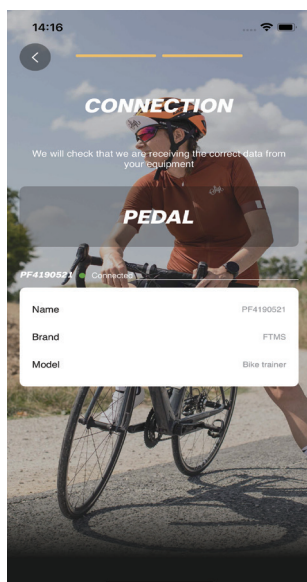 14:16
CONNECTION
We will check that we are receiving the correct data from
your equipment
PEDAL
PF4190521 Connected
Name PF4190521
Brand FTMS
Model Bike trainer